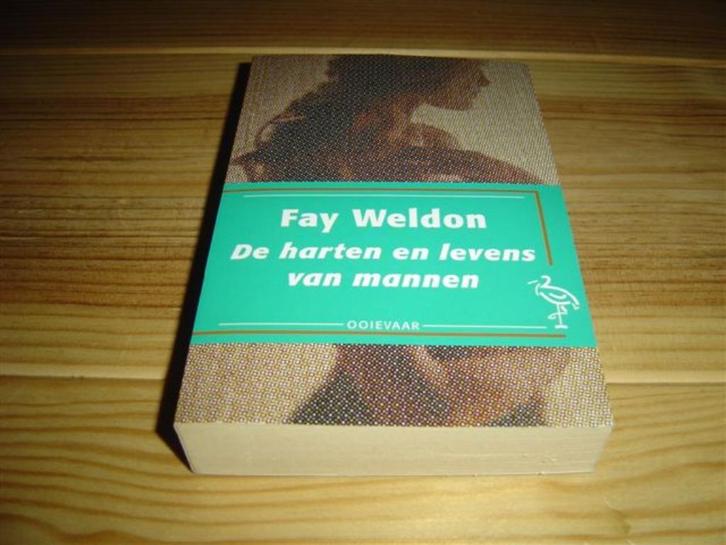 Fay Weldon
De harten en levens
van mannen
OOIEVAAR